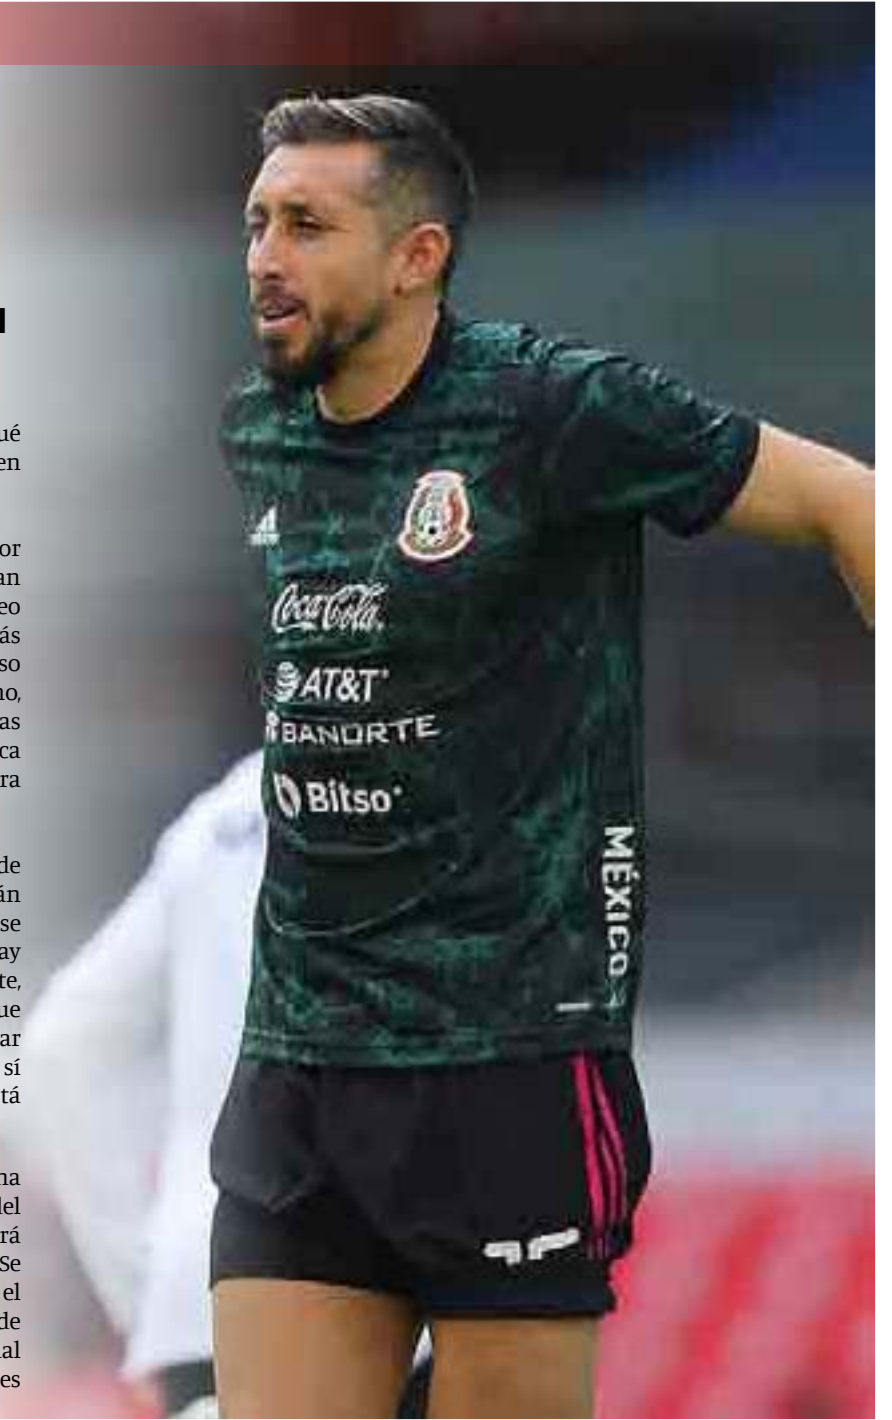 ué
en
or
an
eo
ás
so
no,
as
ca
ra
de
án
se
ay
te,
ue
ar
sí
tá
na
del
rá
Se
el
de
al
es
Coca-Cola
AT&T
BANORTE
Bitso
MÉXICO